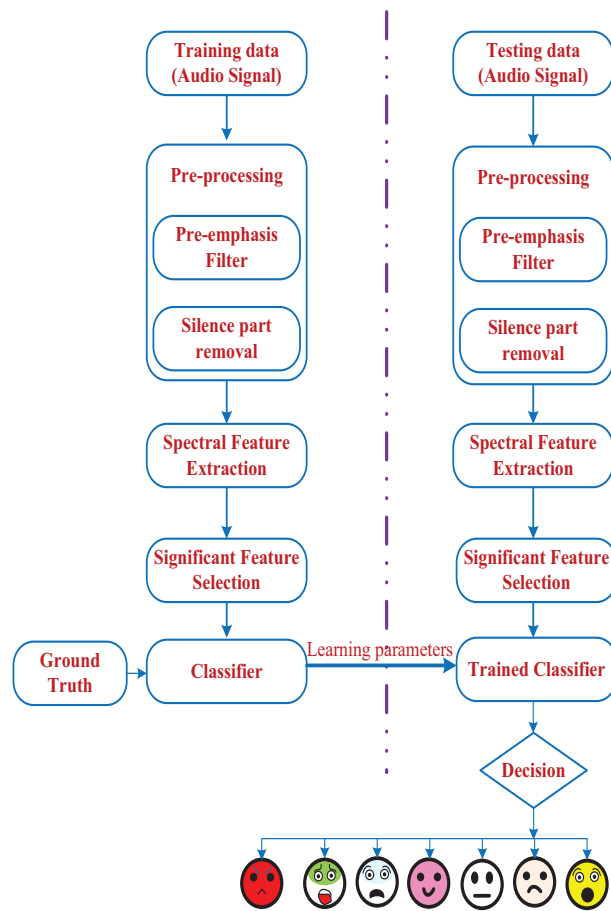 Training data
(Audio Signal)
Pre-processing
Pre-emphasis
Filter
Silence part
removal
Spectral Feature
Extraction
Significant Feature
Selection
Ground
Truth
Classifier
Learning parameters
Testing data
(Audio Signal)
Pre-processing
Pre-emphasis
Filter
Silence part
removal
Spectral Feature
Extraction
Significant Feature
Selection
Trained Classifier
Decision